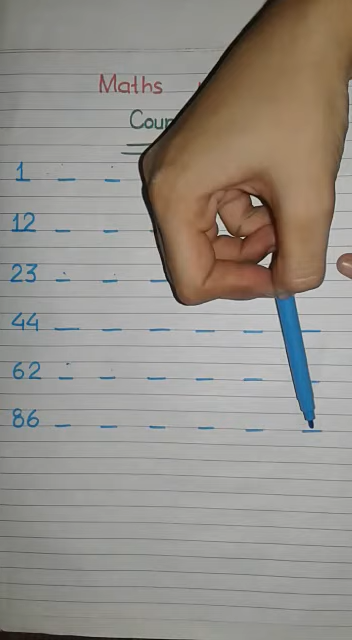 Maths
1 _ _
12 _ _
23 _ _
44 _ _ _ _ _ _
62 _ _ _ _ _ _
86 _ _ _ _ _ _